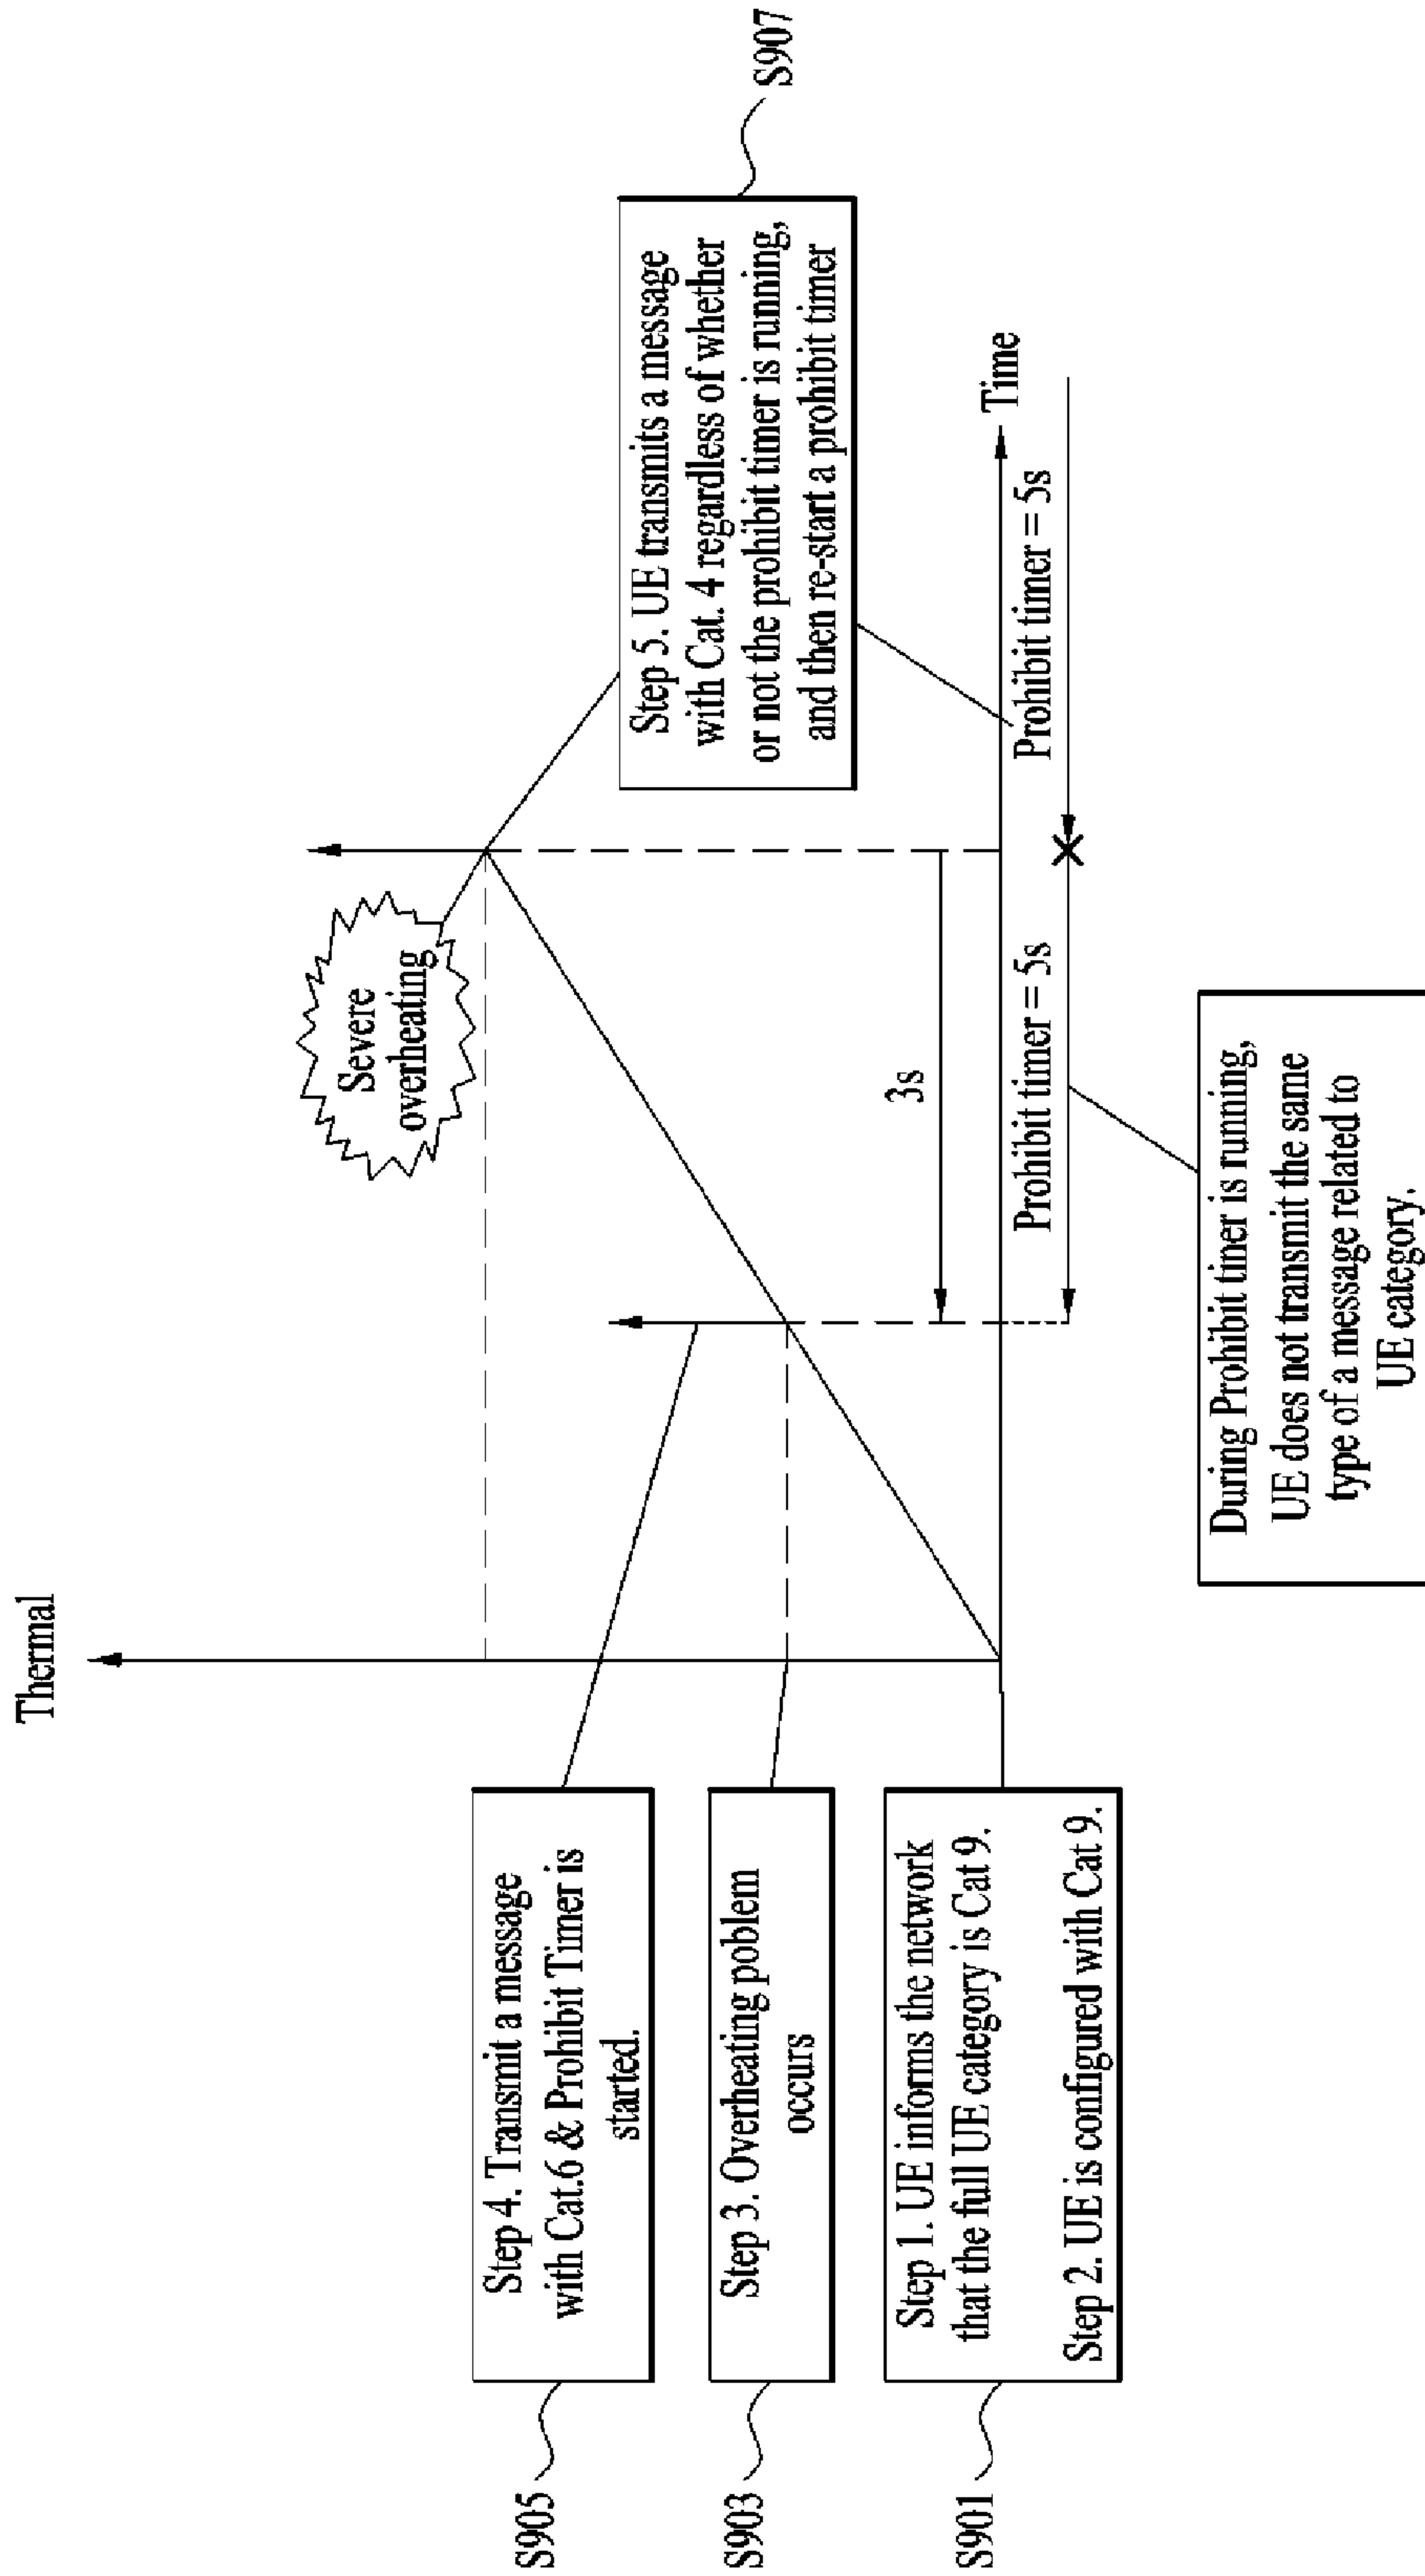 Thermal
Severe
overheating
S907
Step 5. UE transmits a message
with Cat. 4 regardless of whether
or not the prohibit timer is running,
and then re-start a prohibit timer
S905
Step 4. Transmit a message
with Cat.6 & Prohibit Timer is
started.
S903
Step 3. Overheating poblem
occurs
S901
Step 1. UE informs the network
that the full UE category is Cat 9.
Step 2. UE is configured with Cat 9.
3s
Time
Prohibit timer = 5s
Prohibit timer = 5s
During Prohibit tiner is running,
UE does not transmit the same
type of a message related to
UE category.